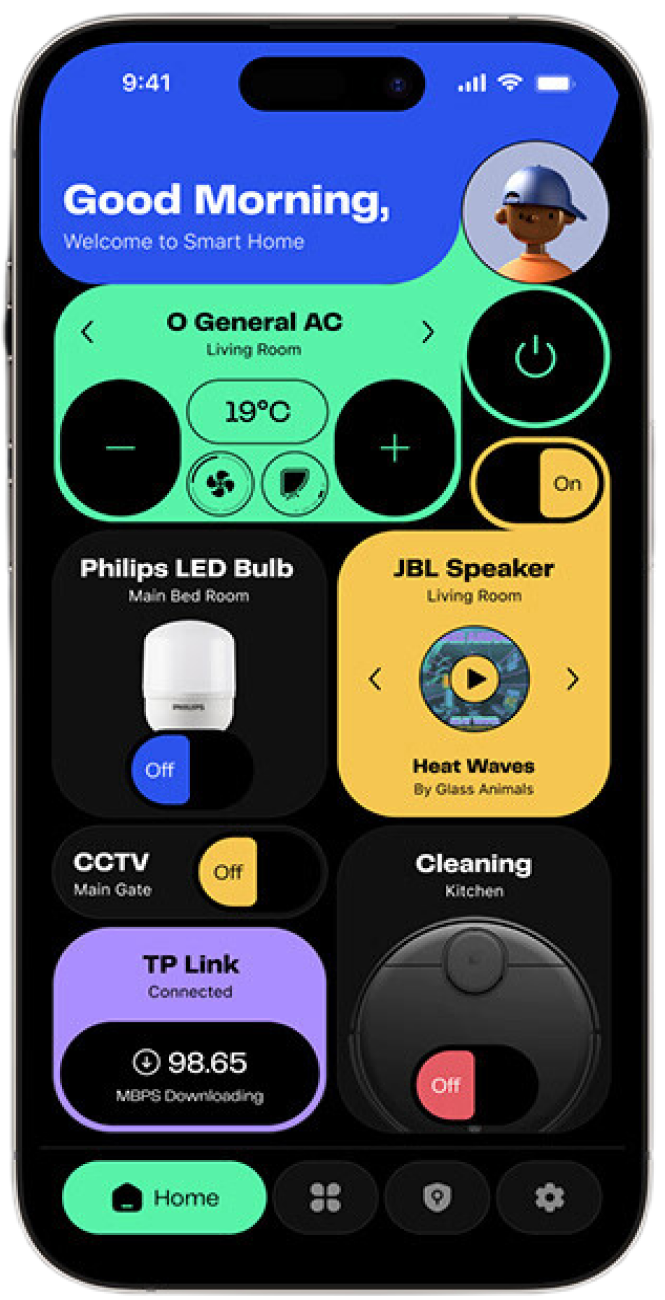 9:41
Good Morning,
Welcome to Smart Home
O General AC
Living Room
19°C
On
Philips LED Bulb
Main Bed Room
PHILIPS
Off
JBL Speaker
Living Room
Heat Waves
By Glass Animals
CCTV
Main Gate
Off
Cleaning
Kitchen
Off
TP Link
Connected
98.65
MBPS Downloading
Home